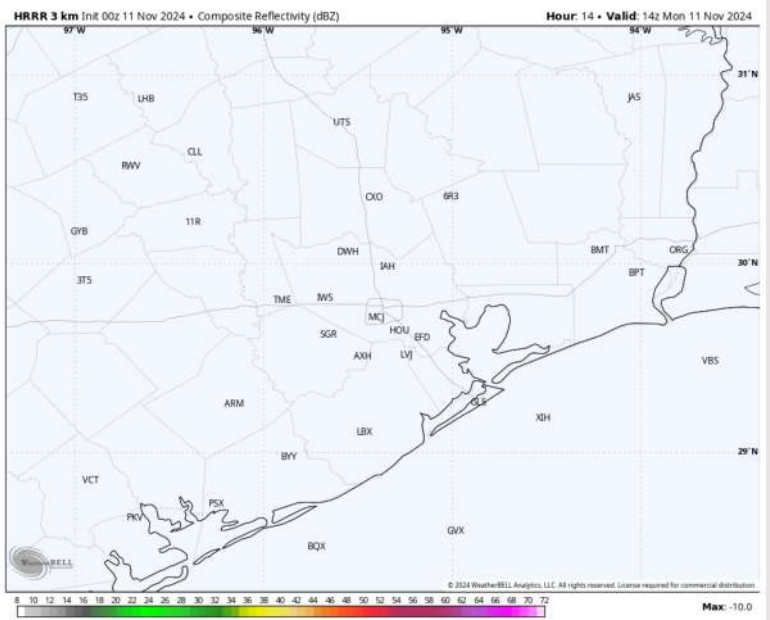 HRRR 3 km Init 00z 11 Nov 2024 • Composite Reflectivity (dBZ) Hour: 14 • Valid: 14z Mon 11 Nov 2024
97°W 96°W 95°W 94°W
31°N
T35 LHB JAS
UTS
CLL
RWV
CXO 6R3
11R
GYB
DWH BMT ORG
30°N
IAH BPT
3T5
TME IWS
MCJ
SGR HOU EFD
AXH LVJ VBS
ARM GLS
XIH
LBX
BYY 29°N
VCT
PSX
PKV
GVX
BQX
WeatherBELL
© 2024 WeatherBELL Analytics, LLC. All rights reserved. License required for commercial distribution.
8 10 12 14 16 18 20 22 24 26 28 30 32 34 36 38 40 42 44 46 48 50 52 54 56 58 60 62 64 66 68 70 72 Max: -10.0